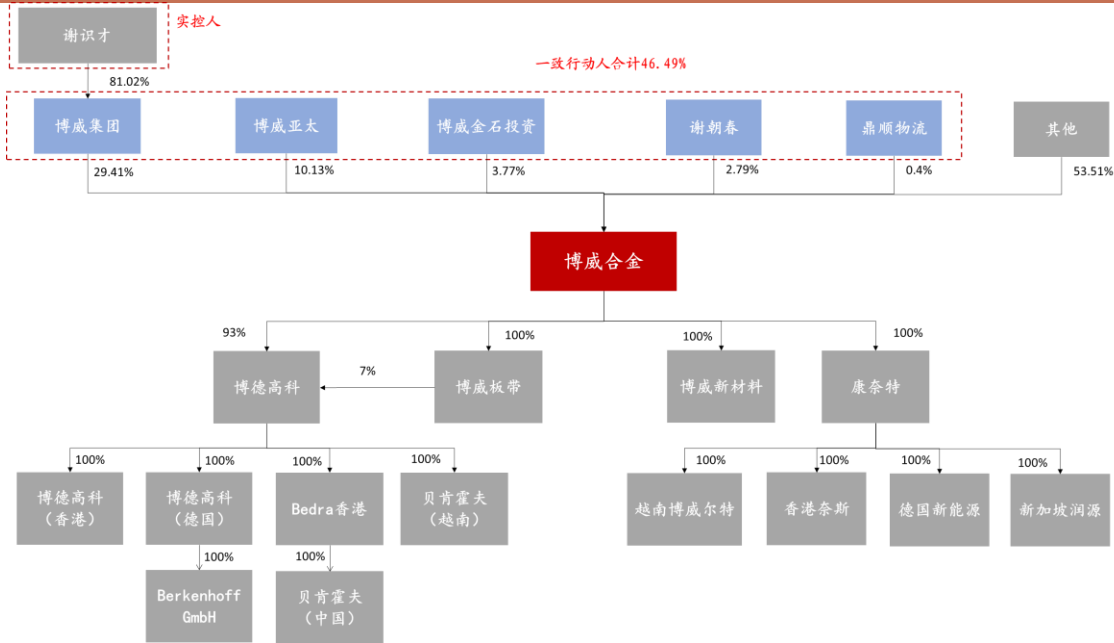 实控人
谢识才
一致行动人合计46.49%
81.02%
博威集团
博威亚太
博威金石投资
谢朝春
鼎顺物流
其他
29.41%
10.13%
3.77%
2.79%
0.4%
53.51%
博威合金
93%
100%
100%
100%
博德高科
7%
博威板带
博威新材料
康奈特
100%
100%
100%
100%
100%
100%
100%
100%
博德高科
（香港）
博德高科
（德国）
Bedra香港
贝肯霍夫
（越南）
越南博威尔特
香港奈斯
德国新能源
新加坡润源
100%
100%
Berkenhoff
GmbH
贝肯霍夫
（中国）